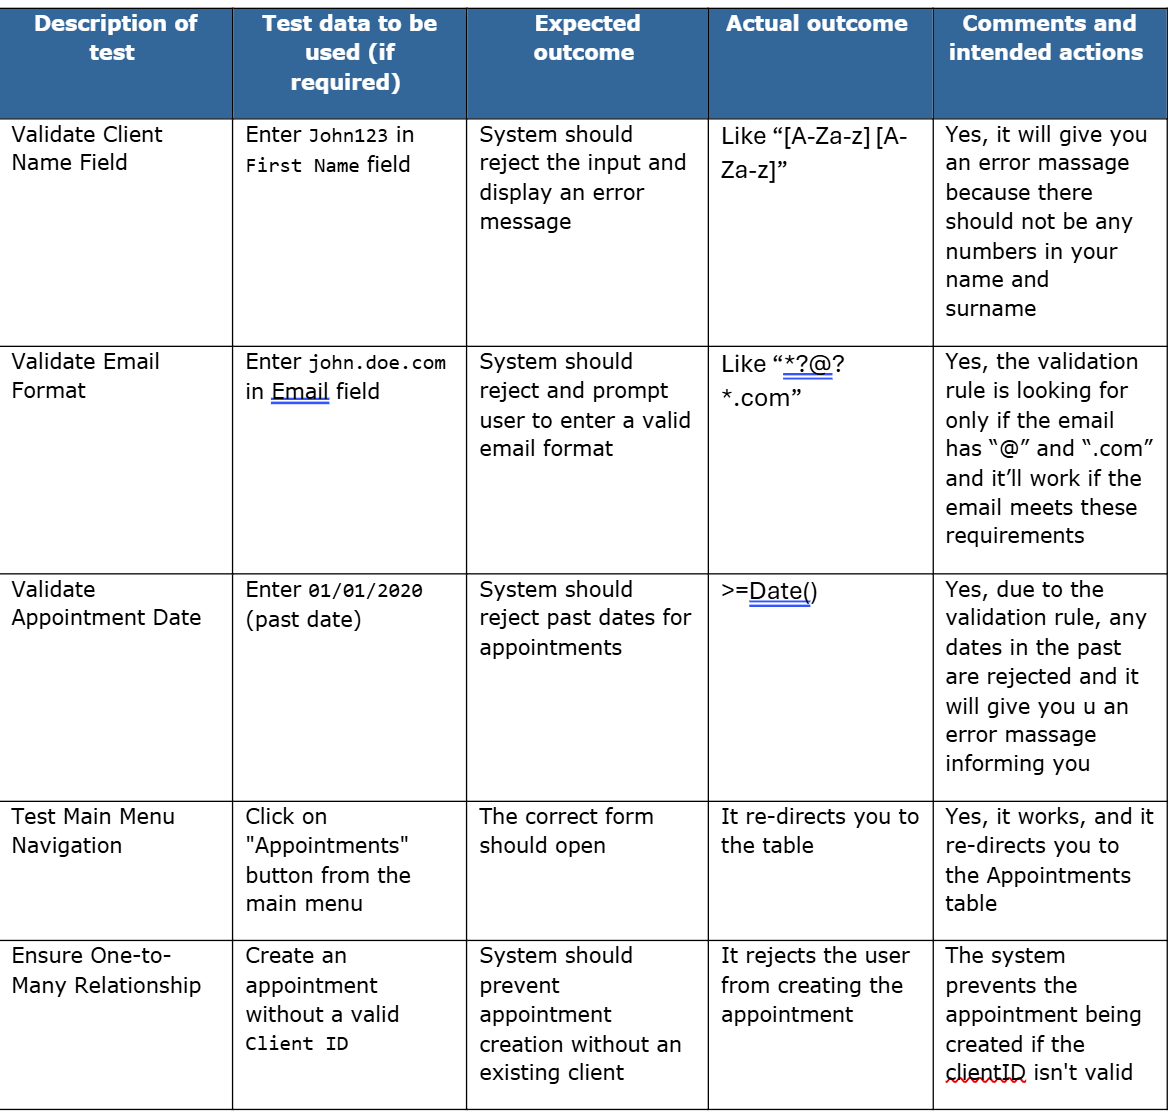 Description of test
Test data to be used (if required)
Expected outcome
Actual outcome
Comments and intended actions
Validate Client
Name Field
Enter John123 in
First Name field
System should
reject the input and
display an error
message
Like “[A-Za-z] [A-
Za-z]”
Yes, it will give you
an error massage
because there
should not be any
numbers in your
name and
surname
Validate Email
Format
Enter john.doe.com
in Email field
System should
reject and prompt
user to enter a valid
email format
Like “*?@?
*.com”
Yes, the validation
rule is looking for
only if the email
has “@” and “.com”
and it’ll work if the
email meets these
requirements
Validate
Appointment Date
Enter 01/01/2020
(past date)
System should
reject past dates for
appointments
>=Date()
Yes, due to the
validation rule, any
dates in the past
are rejected and it
will give you u an
error massage
informing you
Test Main Menu
Navigation
Click on
"Appointments"
button from the
main menu
The correct form
should open
It re-directs you to
the table
Yes, it works, and it
re-directs you to
the Appointments
table
Ensure One-to-
Many Relationship
Create an
appointment
without a valid
Client ID
System should
prevent
appointment
creation without an
existing client
It rejects the user
from creating the
appointment
The system
prevents the
appointment being
created if the
clientID isn't valid